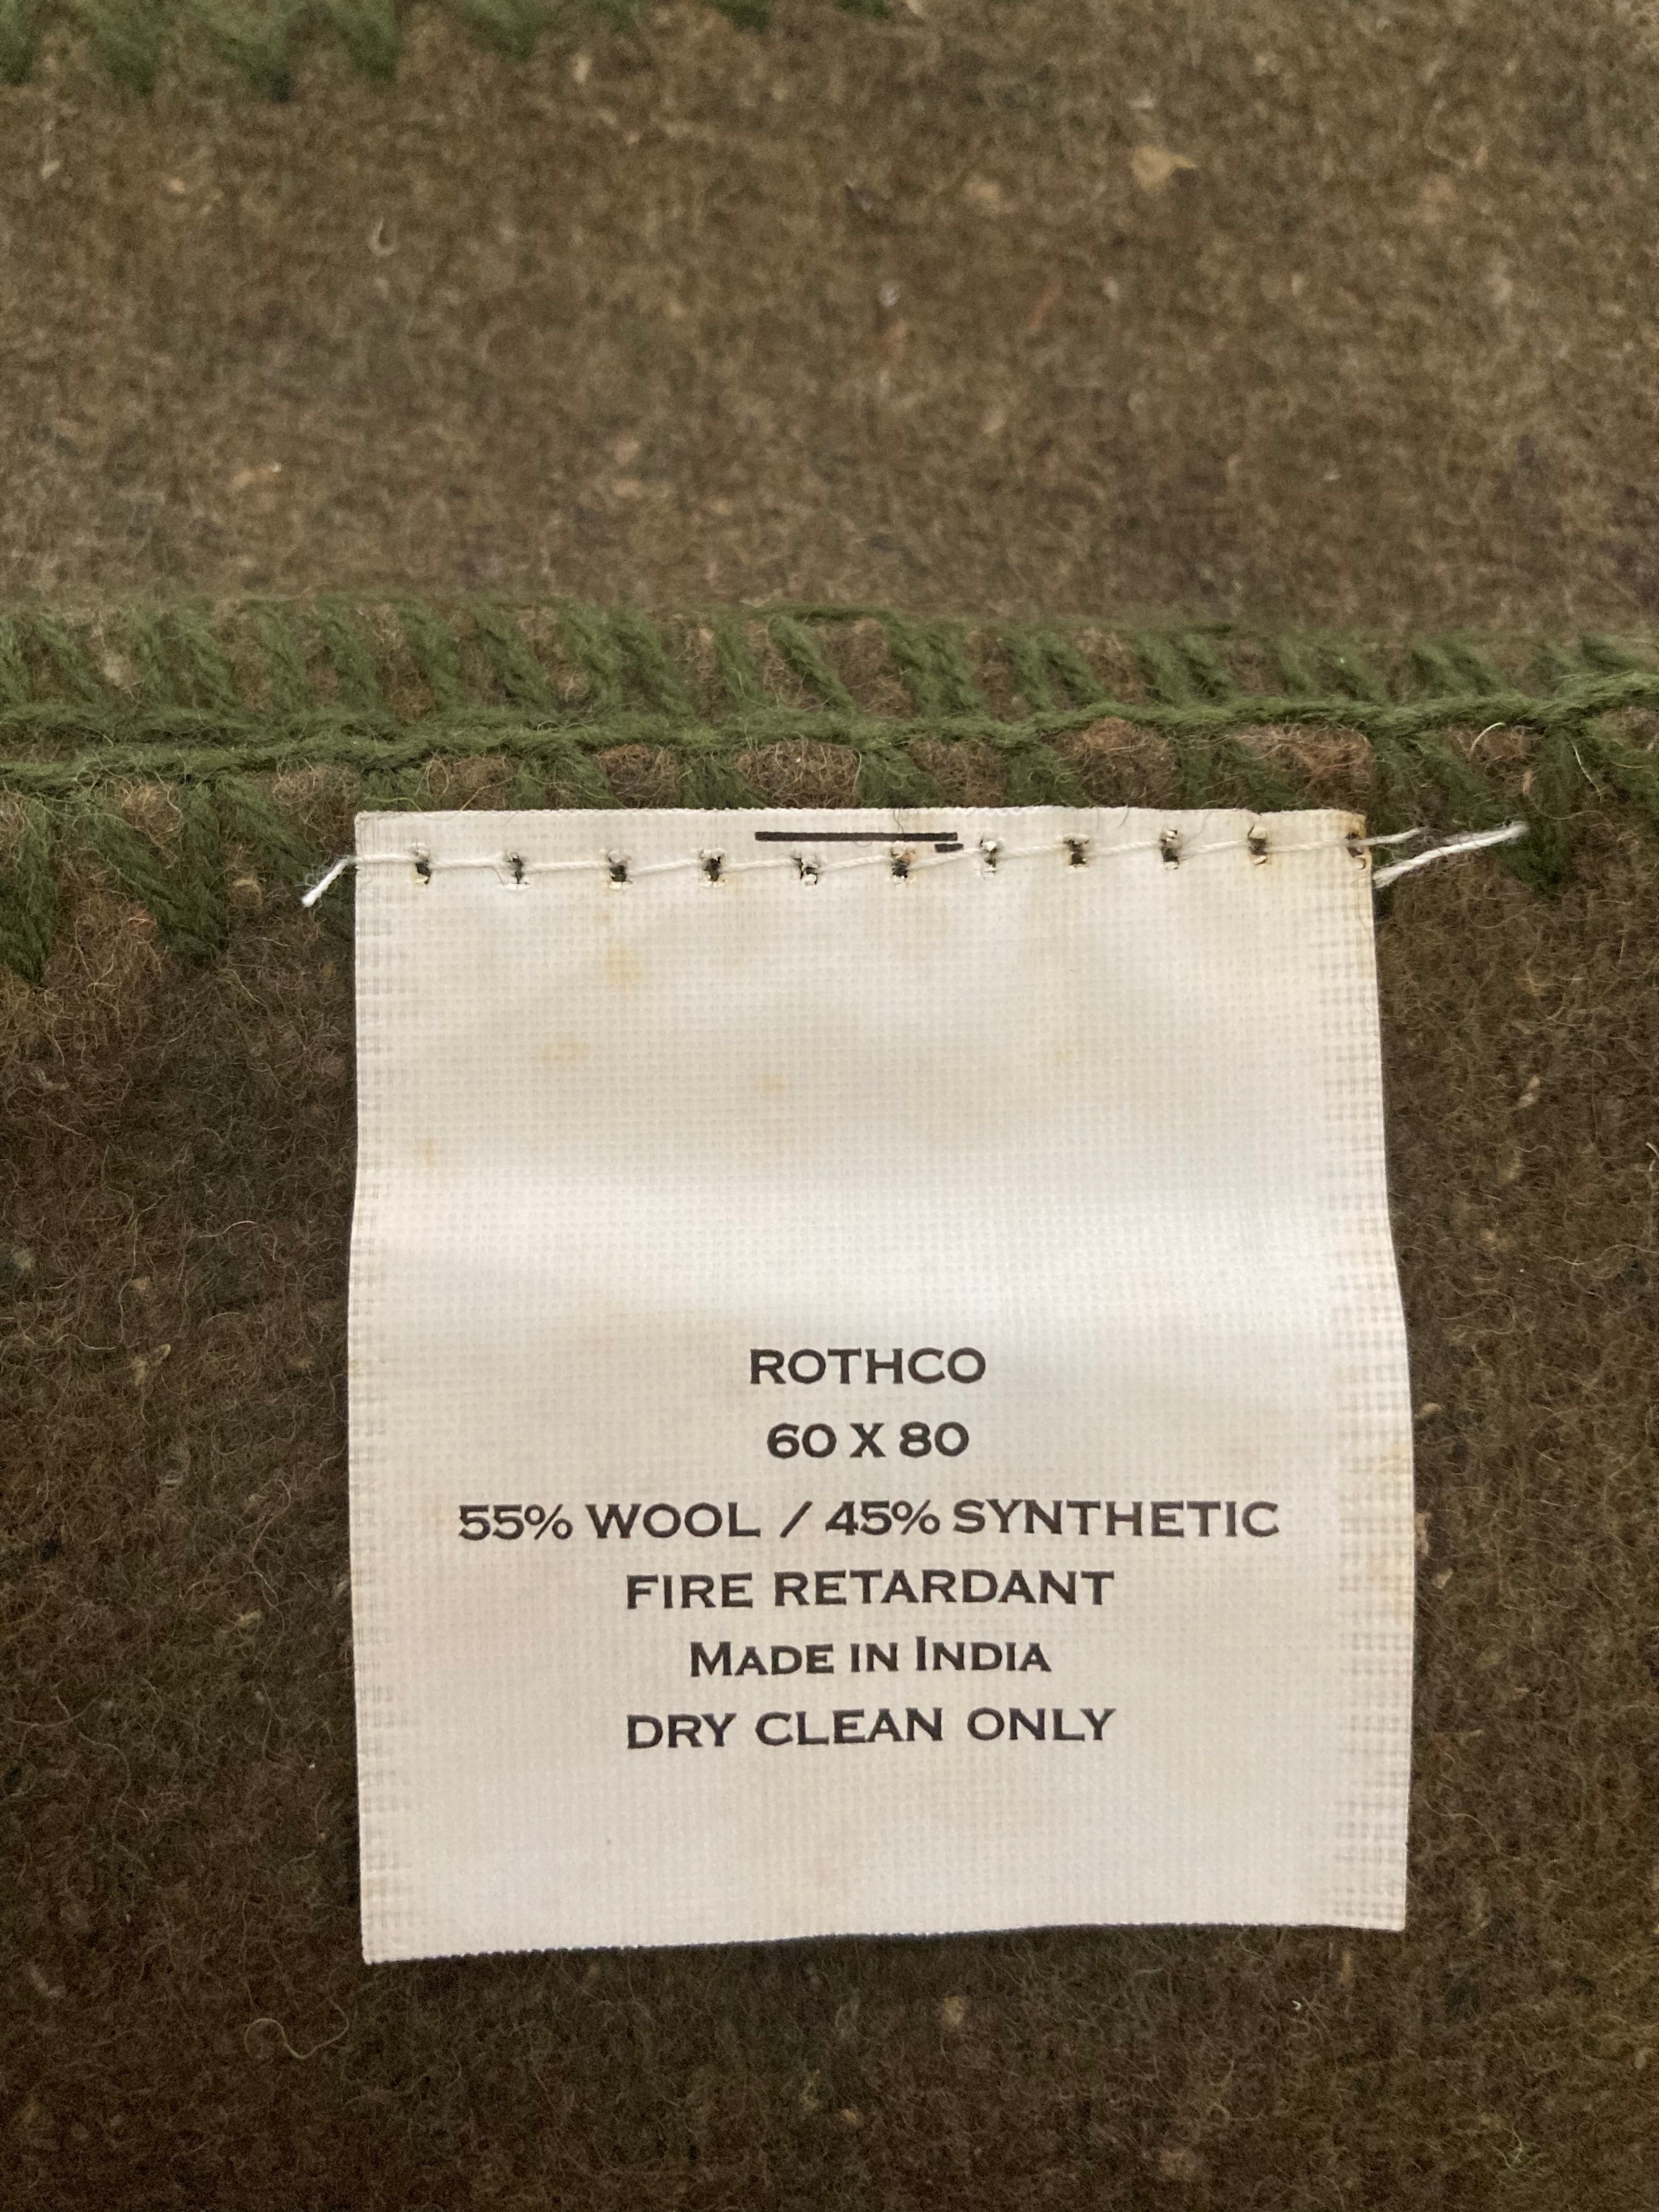 ROTHCO
60 X 80
55% WOOL / 45% SYNTHETIC
FIRE RETARDANT
MADE IN INDIA
DRY CLEAN ONLY